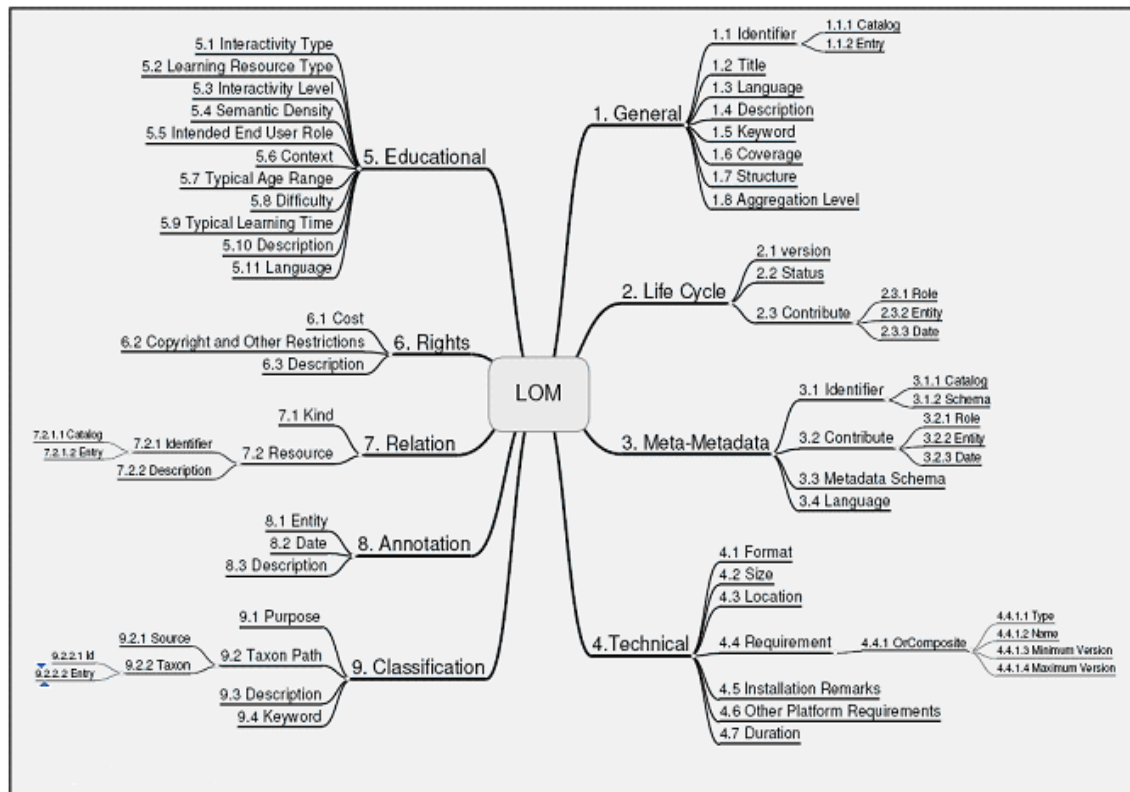 LOM
1. General
1.1 Identifier
1.1.1 Catalog
1.1.2 Entry
1.2 Title
1.3 Language
1.4 Description
1.5 Keyword
1.6 Coverage
1.7 Structure
1.8 Aggregation Level
2. Life Cycle
2.1 version
2.2 Status
2.3 Contribute
2.3.1 Role
2.3.2 Entity
2.3.3 Date
3. Meta-Metadata
3.1 Identifier
3.1.1 Catalog
3.1.2 Schema
3.2 Contribute
3.2.1 Role
3.2.2 Entity
3.2.3 Date
3.3 Metadata Schema
3.4 Language
4.Technical
4.1 Format
4.2 Size
4.3 Location
4.4 Requirement
4.4.1 OrComposite
4.4.1.1 Type
4.4.1.2 Name
4.4.1.3 Minimum Version
4.4.1.4 Maximum Version
4.5 Installation Remarks
4.6 Other Platform Requirements
4.7 Duration
5. Educational
5.1 Interactivity Type
5.2 Learning Resource Type
5.3 Interactivity Level
5.4 Semantic Density
5.5 Intended End User Role
5.6 Context
5.7 Typical Age Range
5.8 Difficulty
5.9 Typical Learning Time
5.10 Description
5.11 Language
6. Rights
6.1 Cost
6.2 Copyright and Other Restrictions
6.3 Description
7. Relation
7.1 Kind
7.2 Resource
7.2.1 Identifier
7.2.1.1 Catalog
7.2.1.2 Entry
7.2.2 Description
8. Annotation
8.1 Entity
8.2 Date
8.3 Description
9. Classification
9.1 Purpose
9.2 Taxon Path
9.2.1 Source
9.2.2 Taxon
9.2.2.1 Id
9.2.2.2 Entry
9.3 Description
9.4 Keyword